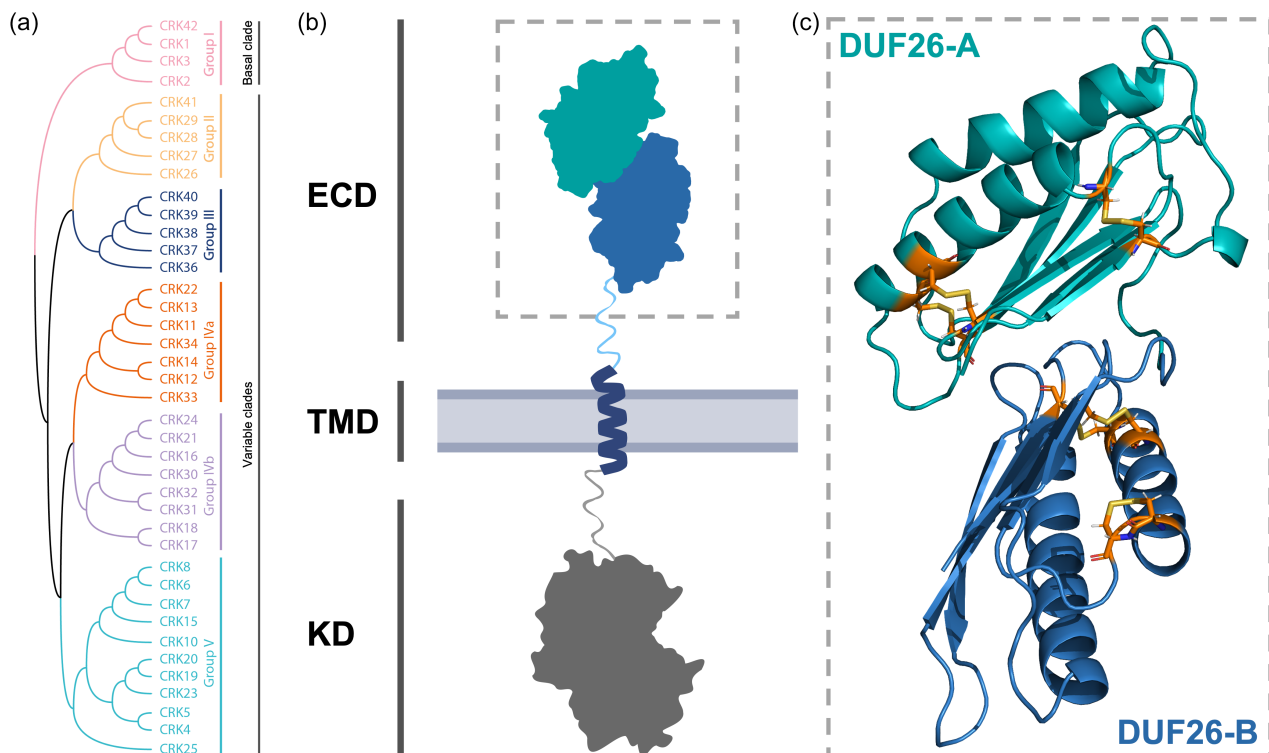 (a)
CRK42
CRK1
CRK3
CRK2
Group I
Basal clade
CRK41
CRK29
CRK28
CRK27
CRK26
Group II
CRK40
CRK39
CRK38
CRK37
CRK36
Group III
CRK22
CRK13
CRK11
CRK34
CRK14
CRK12
CRK33
Group IVa
CRK24
CRK21
CRK16
CRK30
CRK32
CRK31
CRK18
CRK17
Group IVb
CRK8
CRK6
CRK7
CRK15
CRK10
CRK20
CRK19
CRK23
CRK5
CRK4
CRK25
Group V
Variable clades
(b)
ECD
TMD
KD
(c)
DUF26-A
DUF26-B